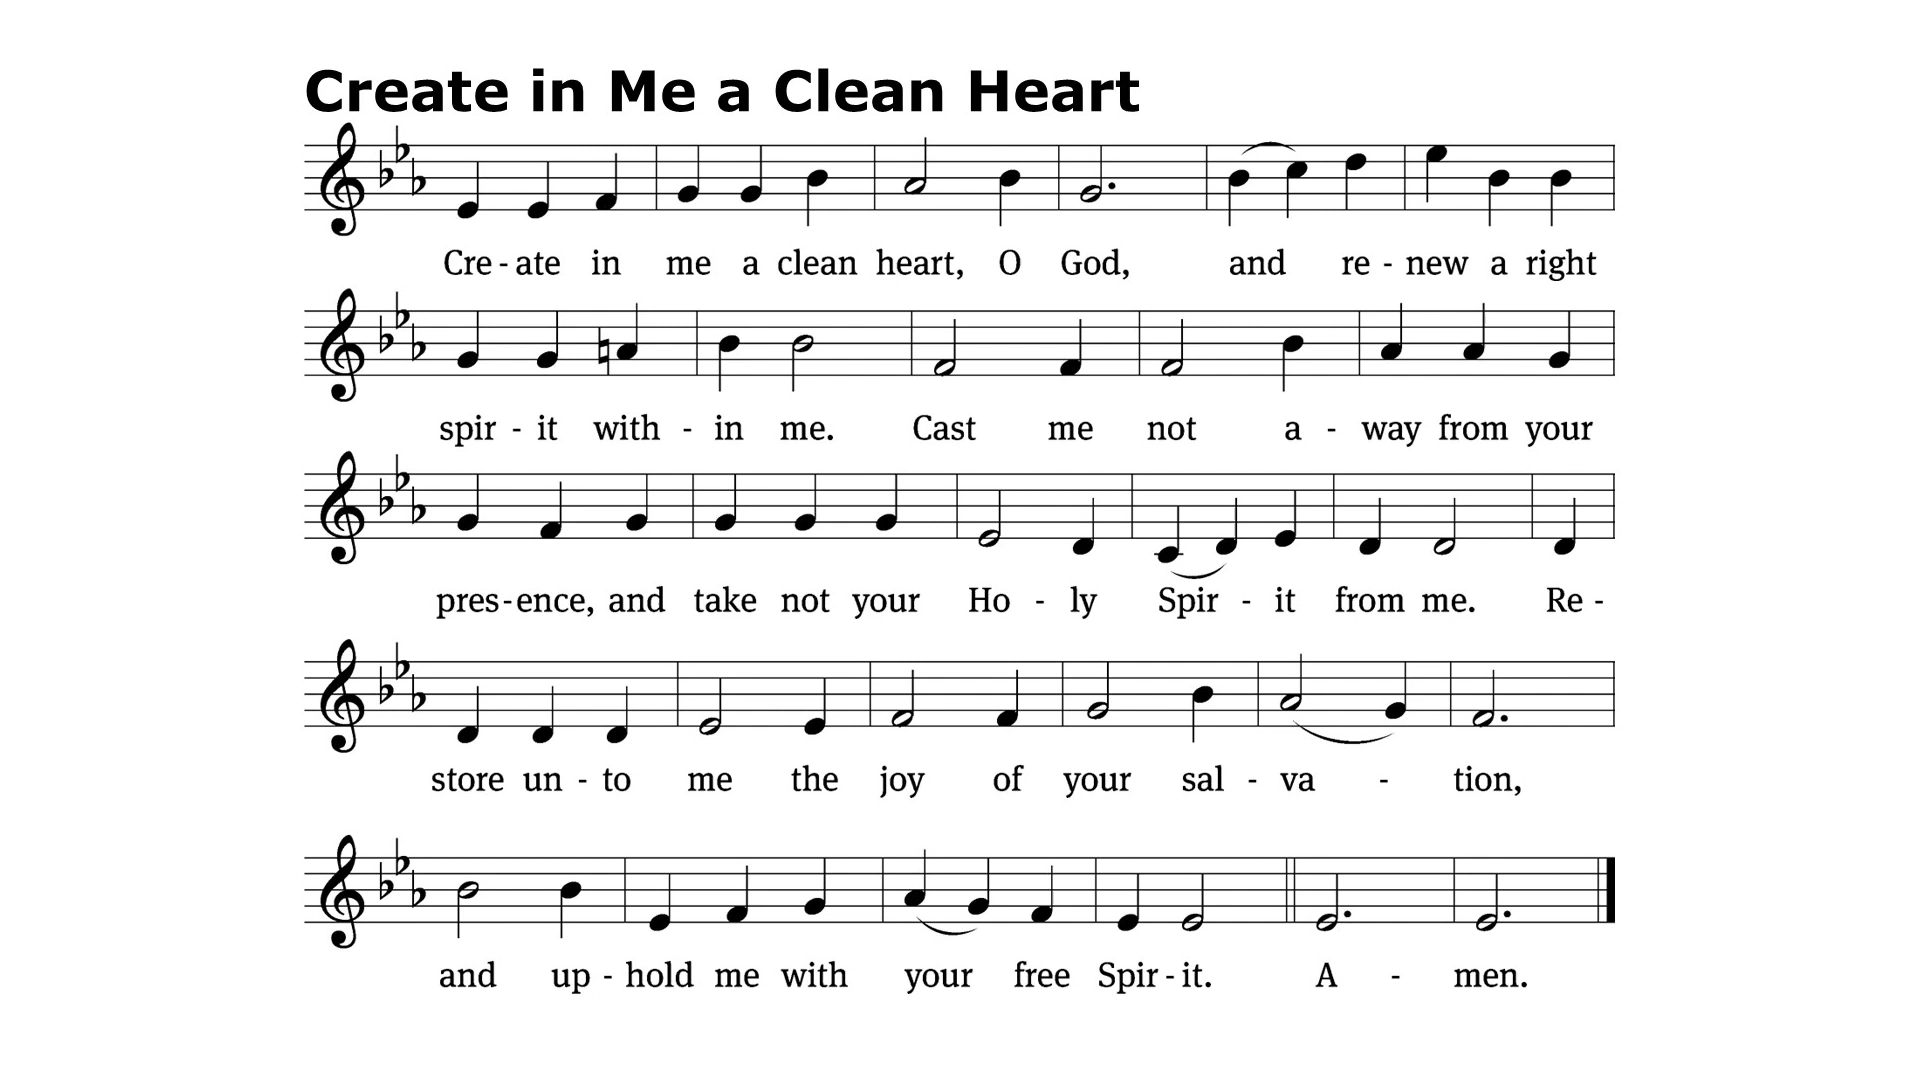 Create in Me a Clean Heart
Cre - ate in me a clean heart, O God, and re - new a right
spir - it with - in me. Cast me not a - way from your
pres - ence, and take not your Ho - ly Spir - it from me. Re -
store un - to me the joy of your sal - va - tion,
and up - hold me with your free Spir - it. A - men.